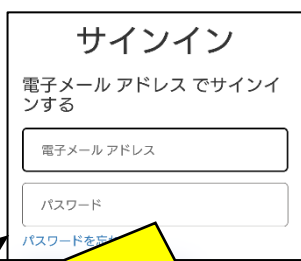 サインイン
電子メール アドレス でサインイ
ンする
電子メール アドレス
パスワード
パスワードを忘